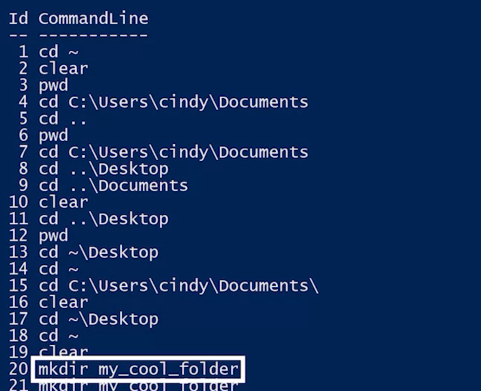 Id CommandLine
-- -----------
1 cd ~
2 clear
3 pwd
4 cd C:\Users\cindy\Documents
5 cd ..
6 pwd
7 cd C:\Users\cindy\Documents
8 cd ..\Desktop
9 cd ..\Documents
10 clear
11 cd ..\Desktop
12 pwd
13 cd ~\Desktop
14 cd ~
15 cd C:\Users\cindy\Documents\
16 clear
17 cd ~\Desktop
18 cd ~
19 clear
20 mkdir my_cool_folder
21 mkdir my cool folder